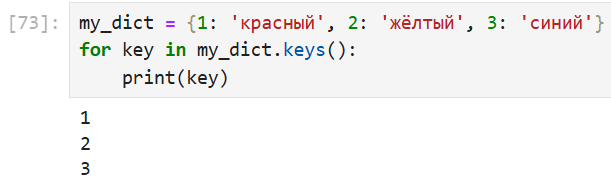 [73]: my_dict = {1: 'красный', 2: 'жёлтый', 3: 'синий'}
for key in my_dict.keys():
    print(key)
1
2
3